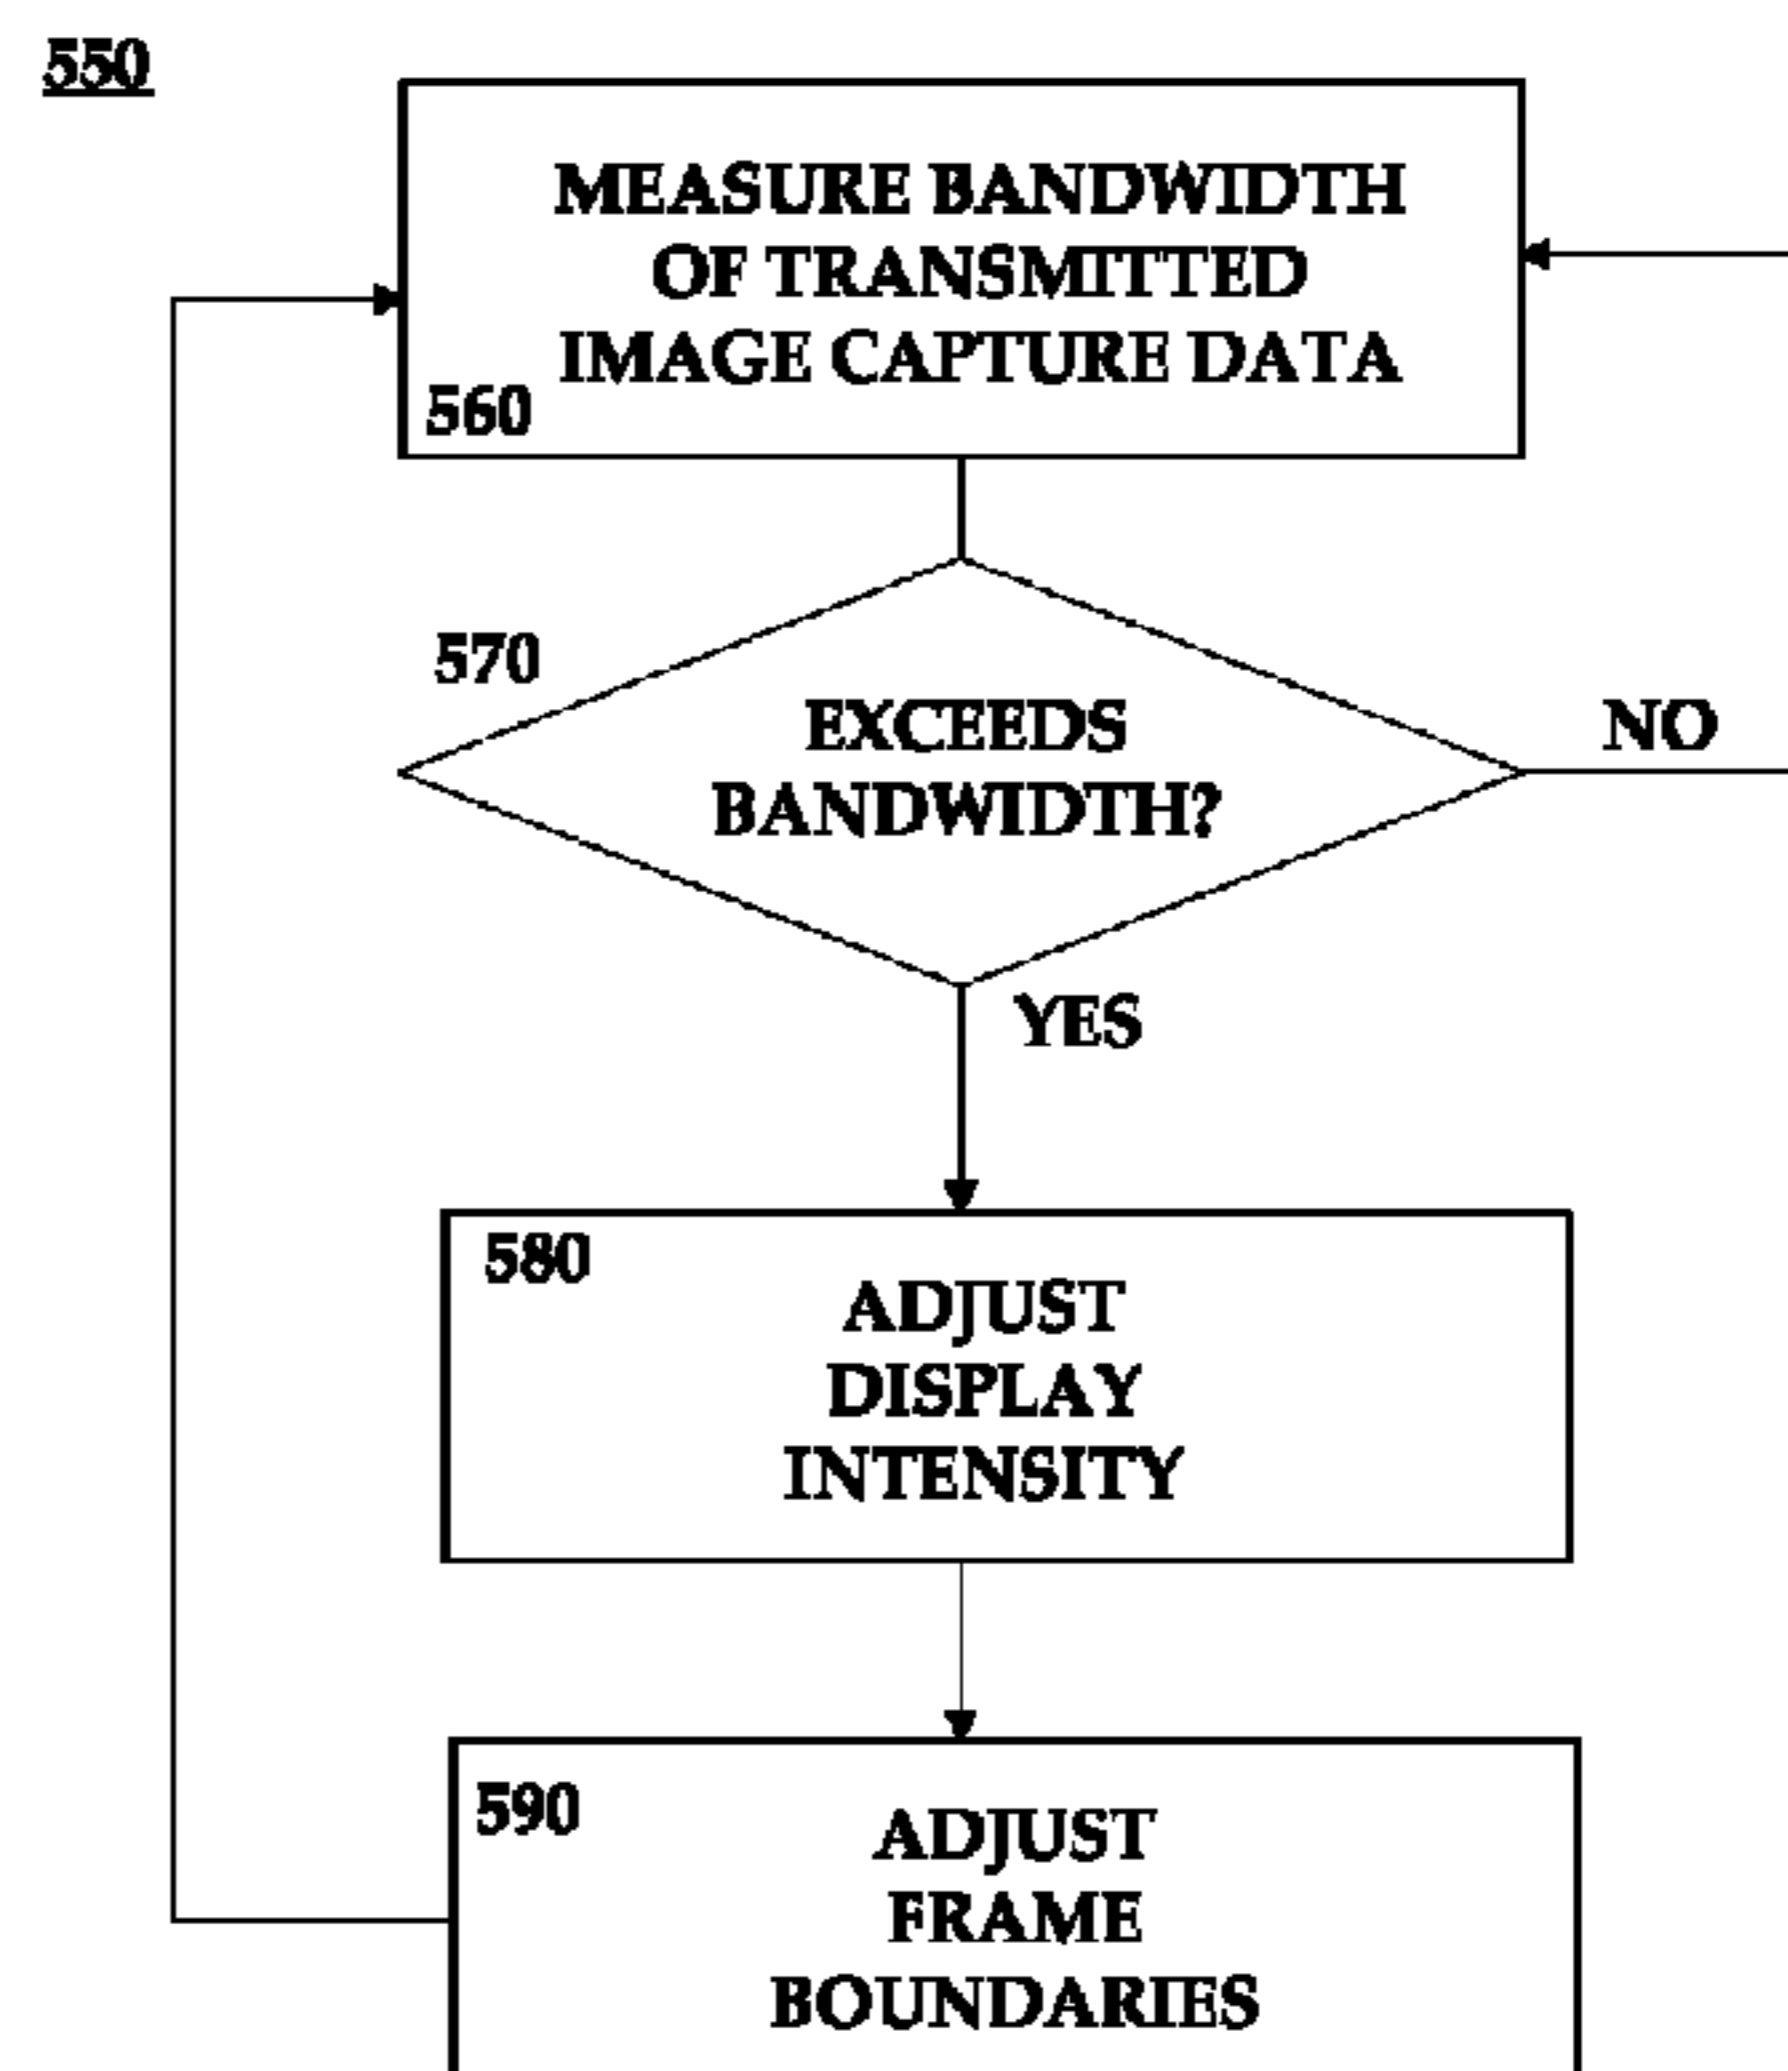 550
MEASURE BANDWIDTH
OF TRANSMITTED
IMAGE CAPTURE DATA
560
570
EXCEEDS
BANDWIDTH?
NO
YES
580
ADJUST
DISPLAY
INTENSITY
590
ADJUST
FRAME
BOUNDARIES